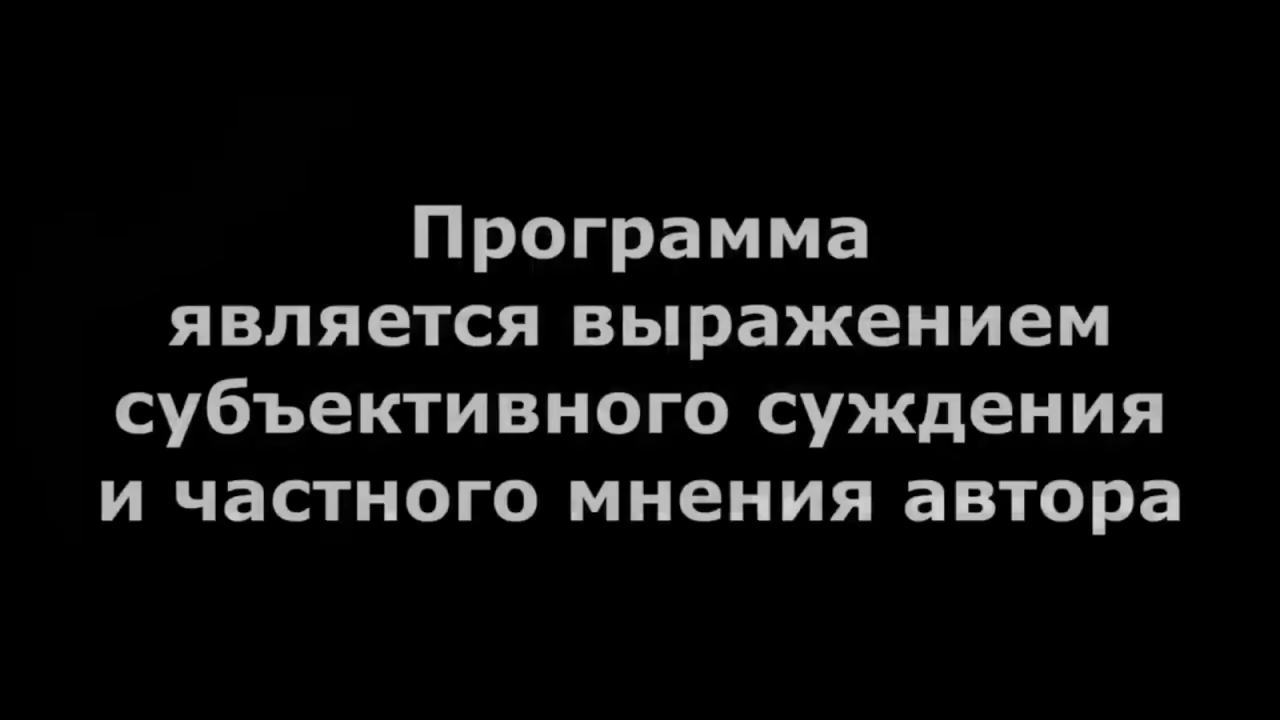 Программа
является выражением
субъективного суждения
и частного мнения автора